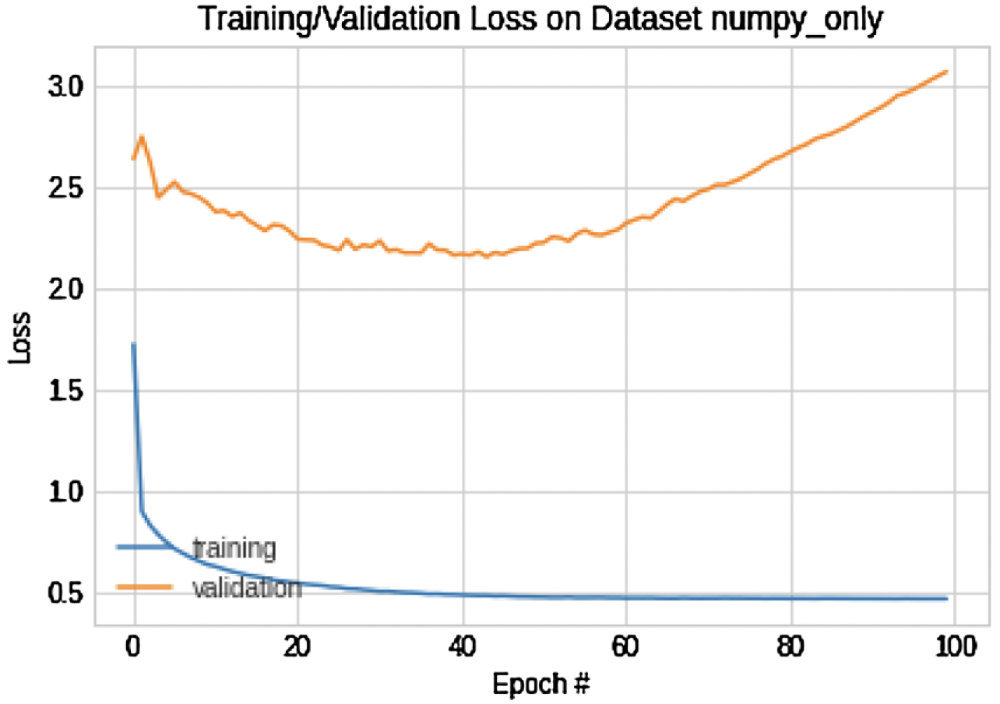 Training/Validation Loss on Dataset numpy_only
3.0
2.5
2.0
1.5
1.0
0.5
Loss
training
validation
0 20 40 60 80 100
Epoch #